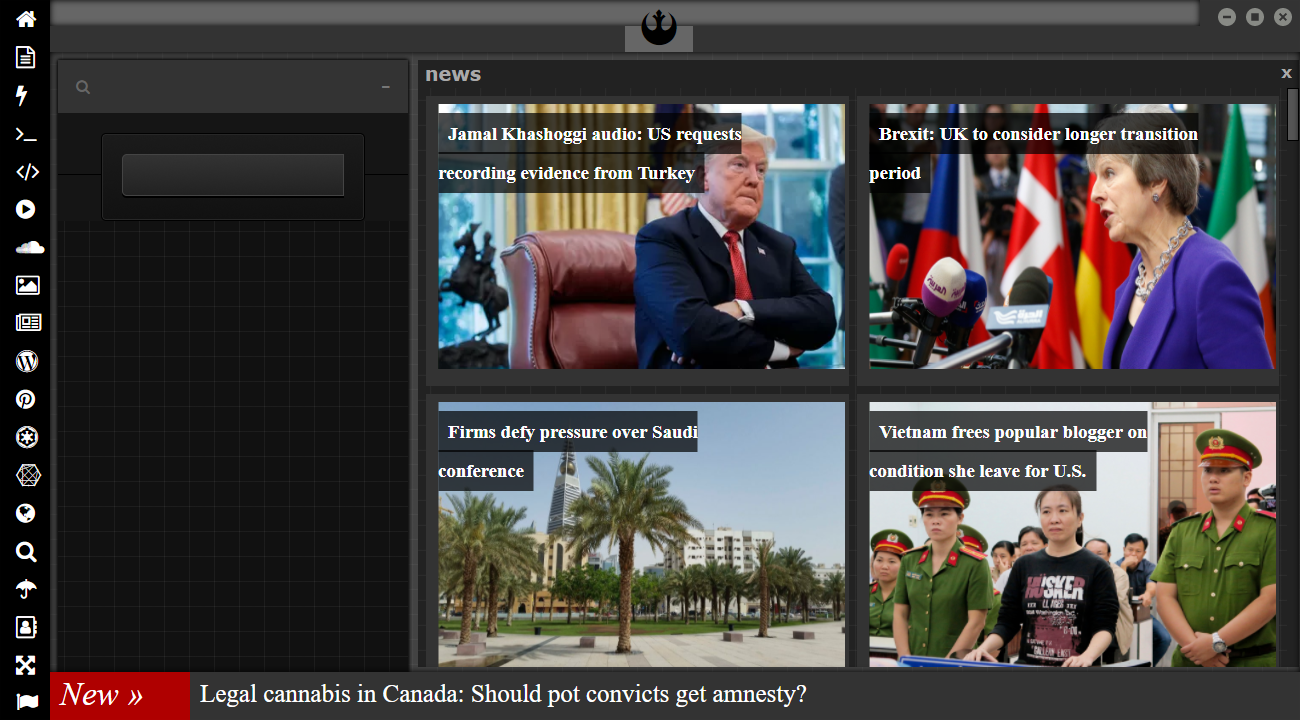 news
x
Jamal Khashoggi audio: US requests
recording evidence from Turkey
Brexit: UK to consider longer transition
period
Firms defy pressure over Saudi
conference
Vietnam frees popular blogger on
condition she leave for U.S.
HUSKER
New » Legal cannabis in Canada: Should pot convicts get amnesty?